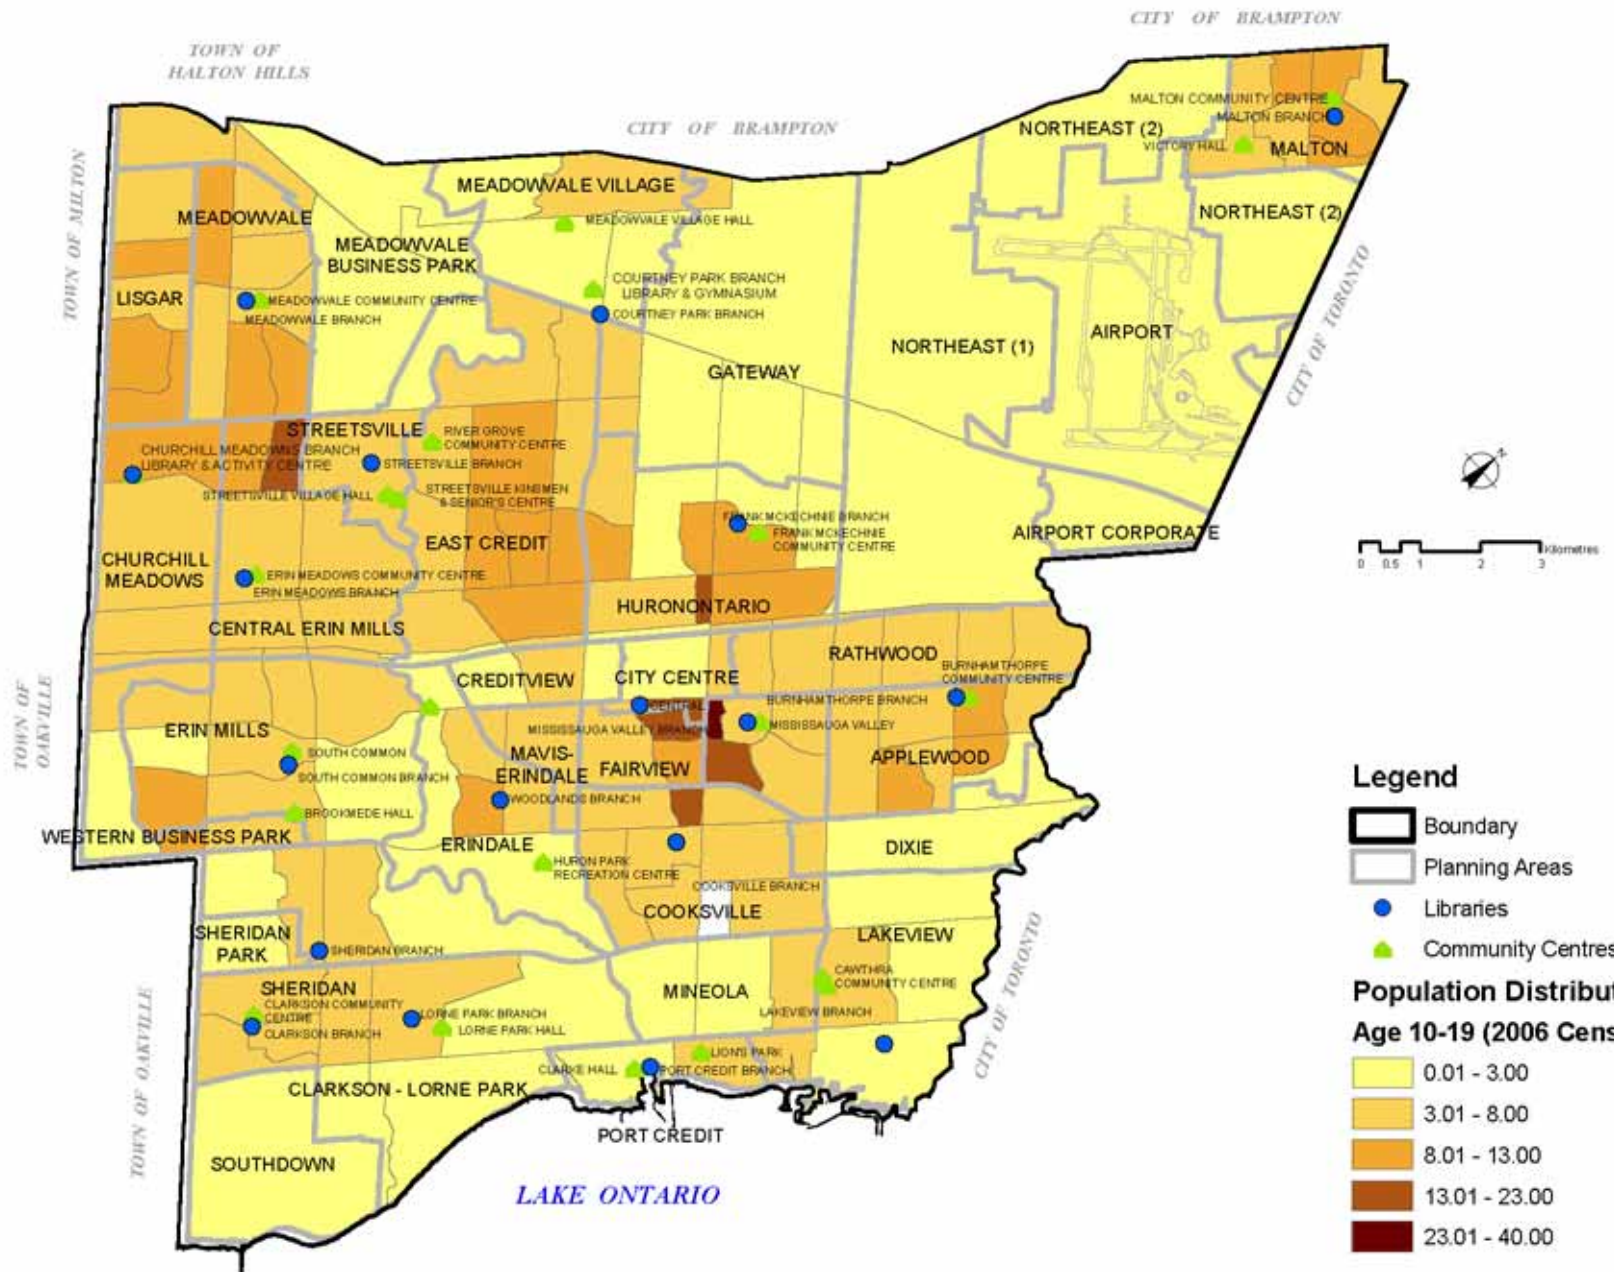 CITY OF BRAMPTON
TOWN OF
HALTON HILLS
CITY OF BRAMPTON
MALTON COMMUNITY CENTRE
MALTON BRANCH
NORTHEAST (2)
VICTORY HALL
MALTON
TOWN OF MILTON
MEADOWVALE VILLAGE
MEADOWVALE VILLAGE HALL
MEADOWVALE
NORTHEAST (2)
MEADOWVALE
BUSINESS PARK
COURTNEY PARK BRANCH
LIBRARY & GYMNASIUM
LISGAR
MEADOWVALE COMMUNITY CENTRE
MEADOWVALE BRANCH
COURTNEY PARK BRANCH
CITY OF TORONTO
AIRPORT
NORTHEAST (1)
GATEWAY
STREETSVILLE
RIVER GROVE
COMMUNITY CENTRE
CHURCHILL MEADOWS BRANCH
LIBRARY & ACTIVITY CENTRE
STREETSVILLE BRANCH
STREETSVILLE VILLAGE HALL
STREETSVILLE KINSMEN
& SENIOR'S CENTRE
FRANK MCKECHNIE BRANCH
FRANK MCKECHNIE
COMMUNITY CENTRE
AIRPORT CORPORATE
EAST CREDIT
CHURCHILL
MEADOWS
ERIN MEADOWS COMMUNITY CENTRE
ERIN MEADOWS BRANCH
Kilometres
0 0.5 1 2 3
HURONONTARIO
CENTRAL ERIN MILLS
RATHWOOD
BURNHAMTHORPE
COMMUNITY CENTRE
CREDITVIEW
CITY CENTRE
TOWN OF
OAKVILLE
CENTRAL
BURNHAMTHORPE BRANCH
ERIN MILLS
MISSISSAUGA VALLEY BRANCH
MISSISSAUGA VALLEY
SOUTH COMMON
SOUTH COMMON BRANCH
MAVIS-
ERINDALE
FAIRVIEW
APPLEWOOD
WOODLANDS BRANCH
BROOKMEDE HALL
WESTERN BUSINESS PARK
ERINDALE
DIXIE
HURON PARK
RECREATION CENTRE
COOKSVILLE BRANCH
COOKSVILLE
SHERIDAN
PARK
SHERIDAN BRANCH
LAKEVIEW
CAWTHRA
COMMUNITY CENTRE
CITY OF TORONTO
SHERIDAN
CLARKSON COMMUNITY
CENTRE
CLARKSON BRANCH
LORNE PARK BRANCH
LORNE PARK HALL
MINEOLA
LAKEVIEW BRANCH
TOWN OF OAKVILLE
LION'S PARK
CLARKE HALL
PORT CREDIT BRANCH
CLARKSON - LORNE PARK
PORT CREDIT
SOUTHDOWN
LAKE ONTARIO
Legend
Boundary
Planning Areas
Libraries
Community Centres
Population Distribut
Age 10-19 (2006 Cens
0.01 - 3.00
3.01 - 8.00
8.01 - 13.00
13.01 - 23.00
23.01 - 40.00